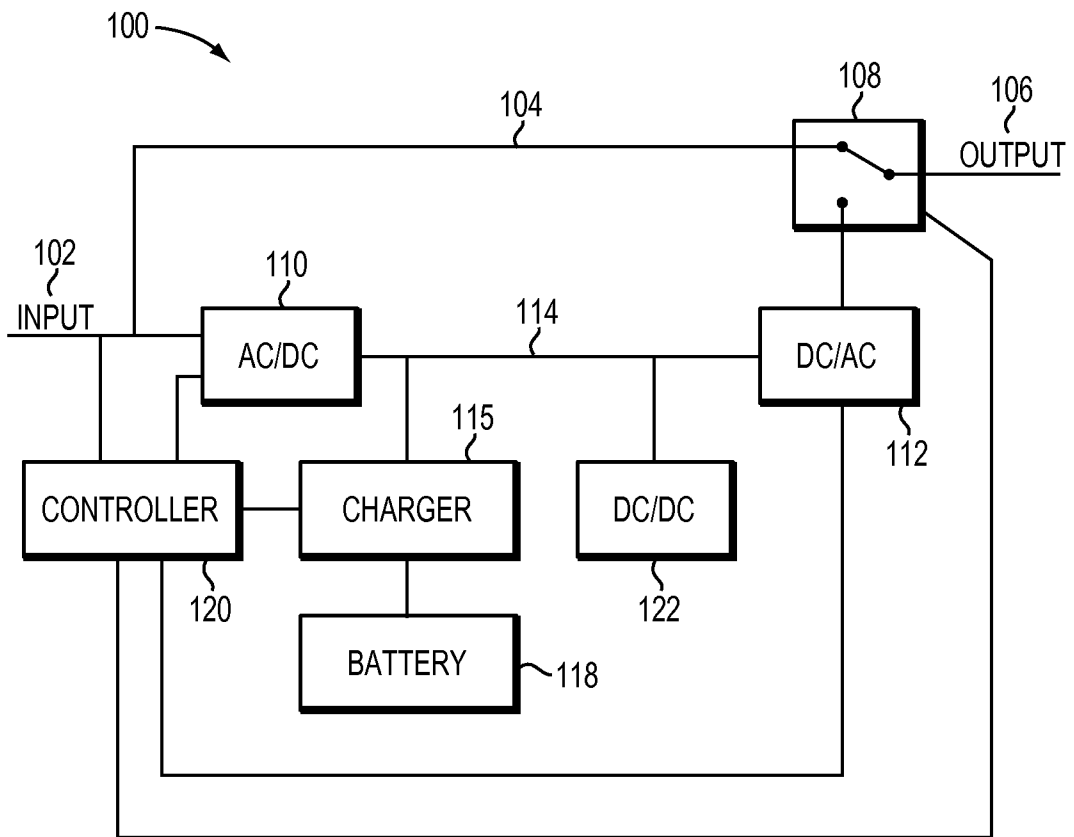 100
104
108
106
OUTPUT
102
INPUT
110
AC/DC
114
DC/AC
112
115
CONTROLLER
CHARGER
DC/DC
120
122
BATTERY
118